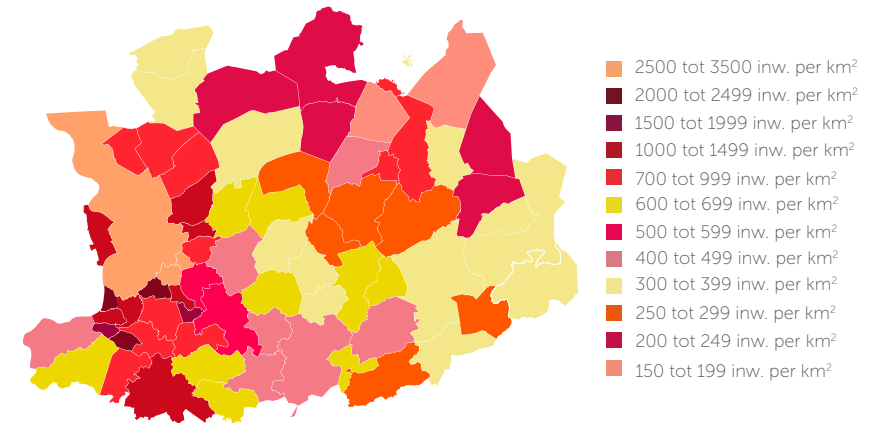 2500 tot 3500 inw. per km²
2000 tot 2499 inw. per km²
1500 tot 1999 inw. per km²
1000 tot 1499 inw. per km²
700 tot 999 inw. per km²
600 tot 699 inw. per km²
500 tot 599 inw. per km²
400 tot 499 inw. per km²
300 tot 399 inw. per km²
250 tot 299 inw. per km²
200 tot 249 inw. per km²
150 tot 199 inw. per km²